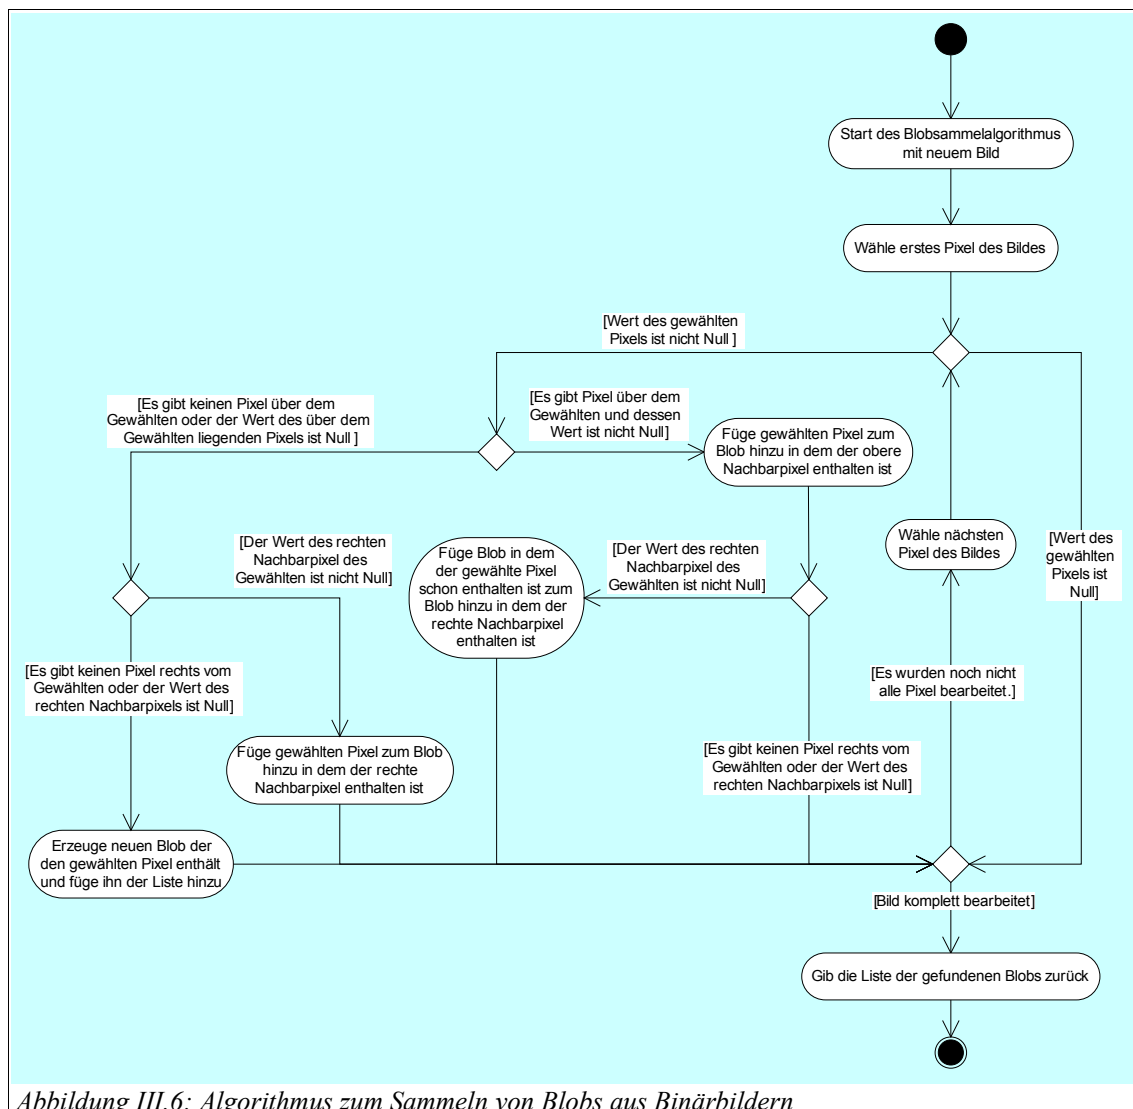 Start des Blobsammelalgorithmus
mit neuem Bild
Wähle erstes Pixel des Bildes
[Wert des gewählten
Pixels ist nicht Null ]
[Es gibt keinen Pixel über dem
Gewählten oder der Wert des über dem
Gewählten liegenden Pixels ist Null ]
[Es gibt Pixel über dem
Gewählten und dessen
Wert ist nicht Null]
Füge gewählten Pixel zum
Blob hinzu in dem der obere
Nachbarpixel enthalten ist
Wähle nächsten
Pixel des Bildes
[Wert des
gewählten
Pixels ist
Null]
[Der Wert des rechten
Nachbarpixel des
Gewählten ist nicht Null]
Füge Blob in dem
der gewählte Pixel
schon enthalten ist zum
Blob hinzu in dem der
rechte Nachbarpixel
enthalten ist
[Der Wert des rechten
Nachbarpixel des
Gewählten ist nicht Null]
[Es gibt keinen Pixel rechts vom
Gewählten oder der Wert des
rechten Nachbarpixels ist Null]
[Es wurden noch nicht
alle Pixel bearbeitet.]
Füge gewählten Pixel zum Blob
hinzu in dem der rechte
Nachbarpixel enthalten ist
[Es gibt keinen Pixel rechts vom
Gewählten oder der Wert des
rechten Nachbarpixels ist Null]
Erzeuge neuen Blob der
den gewählten Pixel enthält
und füge ihn der Liste hinzu
[Bild komplett bearbeitet]
Gib die Liste der gefundenen Blobs zurück
Abbildung III.6: Algorithmus zum Sammeln von Blobs aus Binärbildern